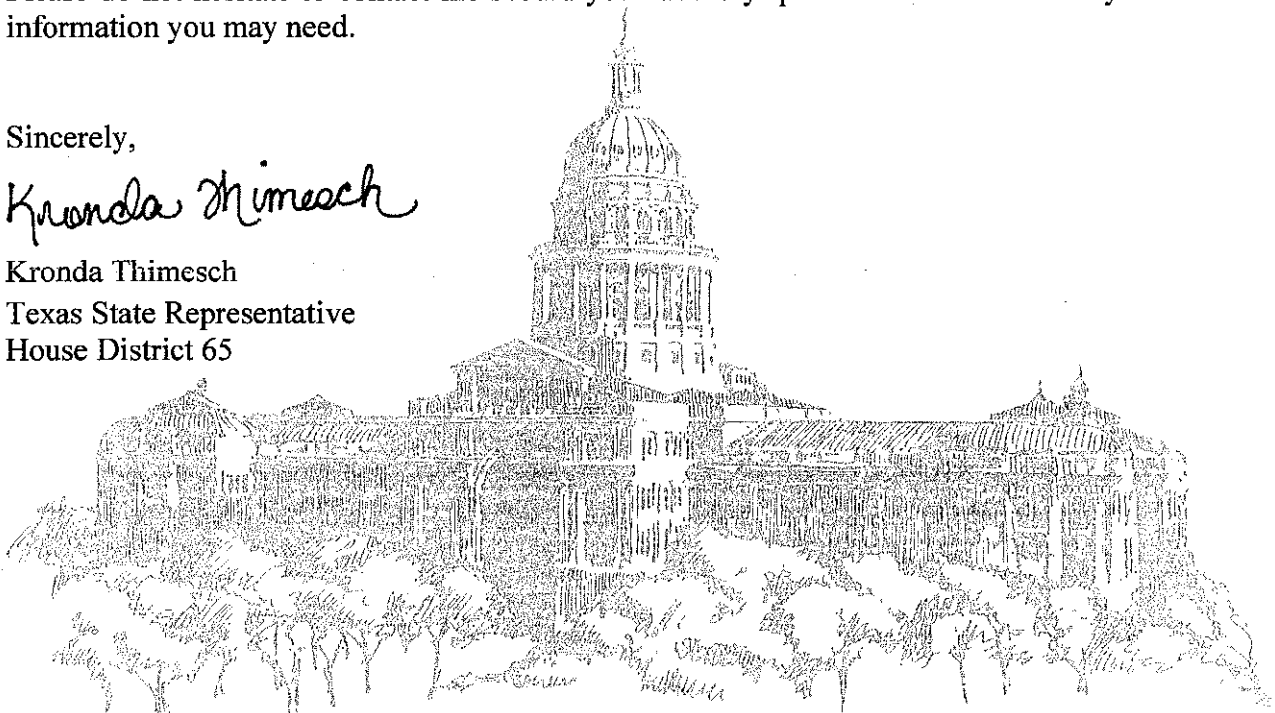 information you may need.
Sincerely,
Kronda Thimesch
Kronda Thimesch
Texas State Representative
House District 65